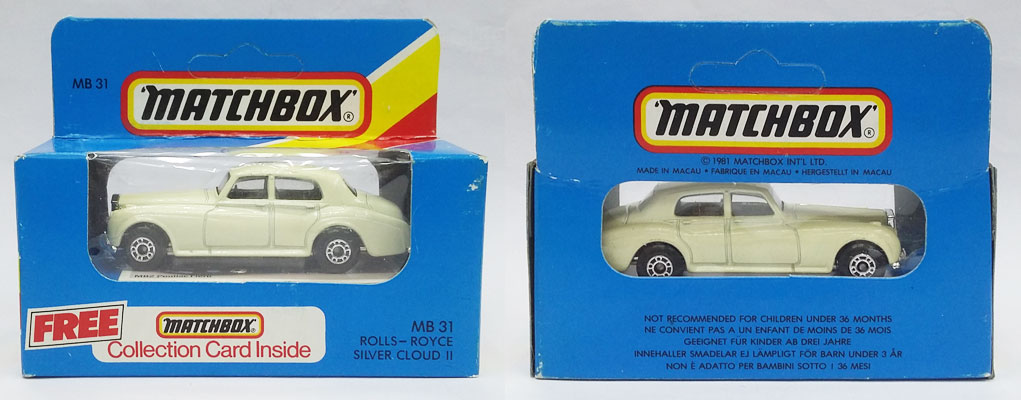 MB 31
'MATCHBOX'®
FREE
'MATCHBOX'
Collection Card Inside
MB 31
ROLLS-ROYCE
SILVER CLOUD II
'MATCHBOX'®
© 1981 MATCHBOX INT'L LTD.
MADE IN MACAU • FABRIQUE EN MACAU • HERGESTELLT IN MACAU
NOT RECOMMENDED FOR CHILDREN UNDER 36 MONTHS
NE CONVIENT PAS A UN ENFANT DE MOINS DE 36 MOIS
GEEIGNET FUR KINDER AB DREI JAHRE
INNEHALLER SMADELAR EJ LÄMPLIGT FÖR BARN UNDER 3 ÅR
NON È ADATTO PER BAMBINI SOTTO I 36 MESI